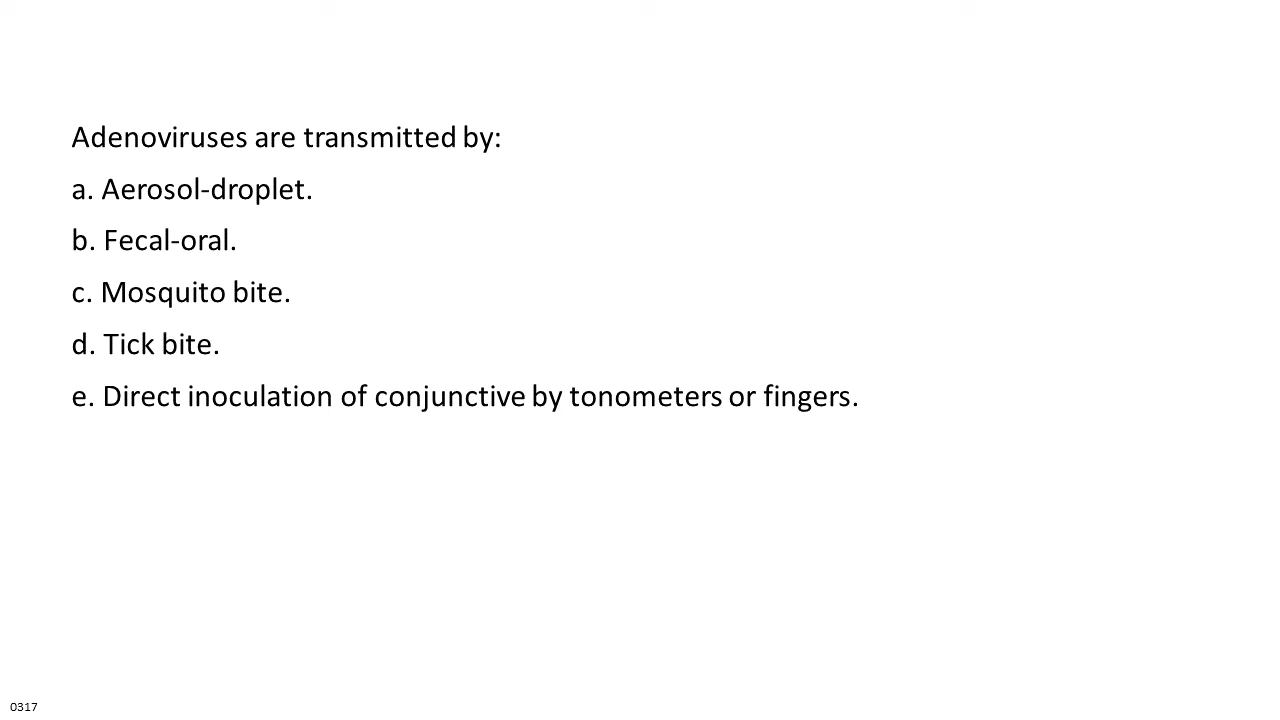 Adenoviruses are transmitted by:
a. Aerosol-droplet.
b. Fecal-oral.
c. Mosquito bite.
d. Tick bite.
e. Direct inoculation of conjunctive by tonometers or fingers.
0317